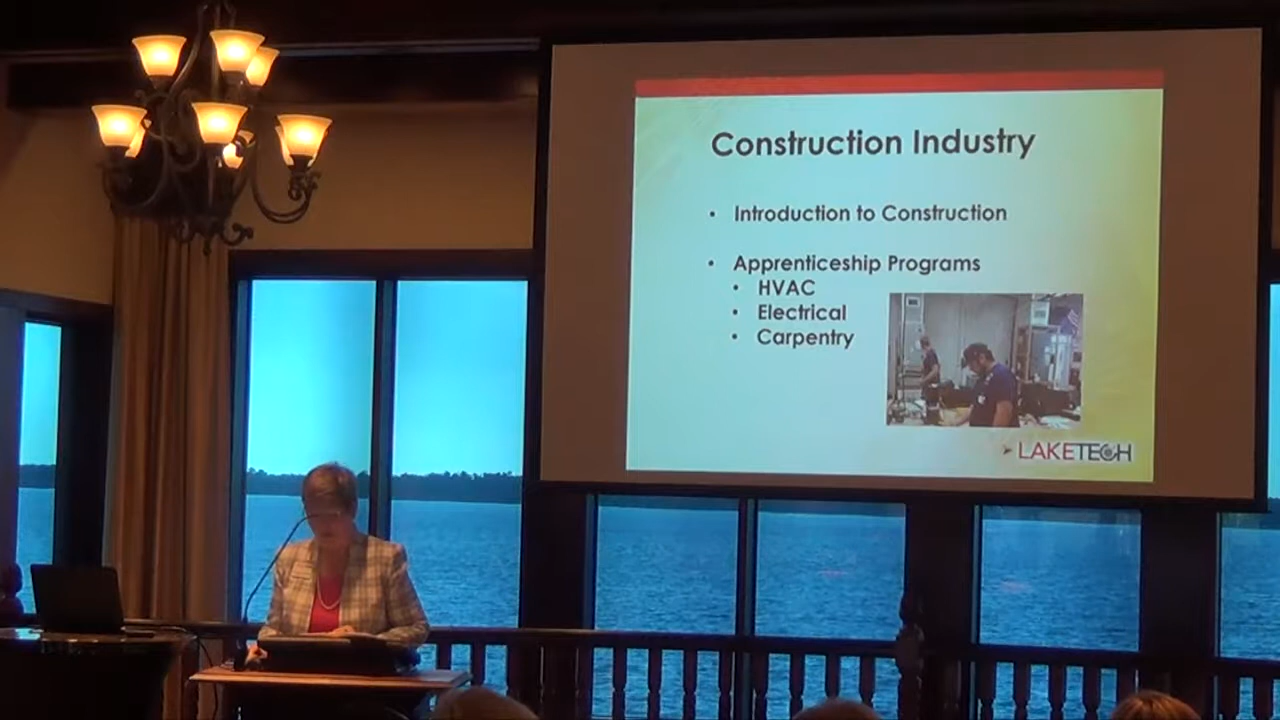 Construction Industry
• Introduction to Construction
• Apprenticeship Programs
• HVAC
• Electrical
• Carpentry
LAKETECH